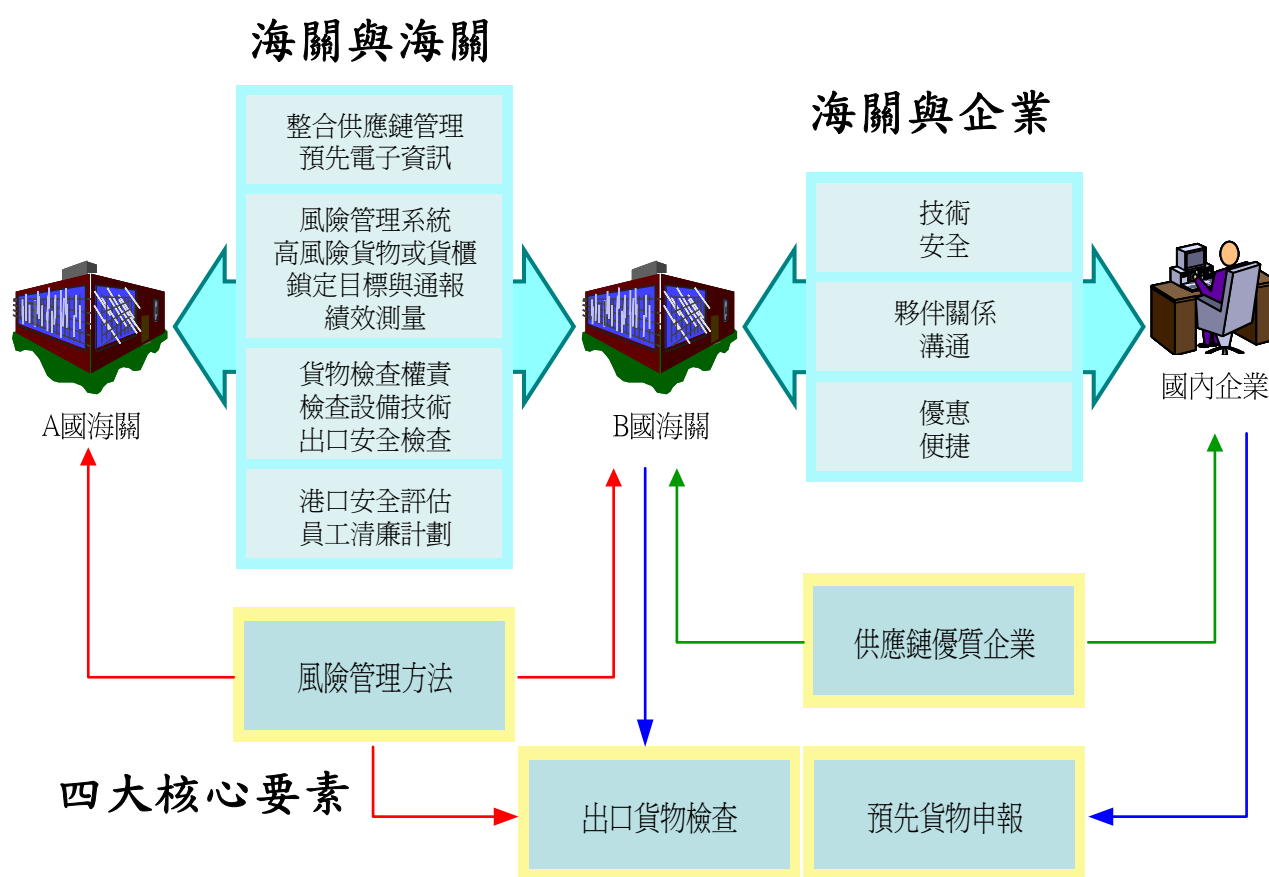 海關與海關
整合供應鏈管理
預先電子資訊
風險管理系統
高風險貨物或貨櫃
鎖定目標與通報
績效測量
貨物檢查權責
檢查設備技術
出口安全檢查
港口安全評估
員工清廉計劃
海關與企業
技術
安全
夥伴關係
溝通
優惠
便捷
A國海關
B國海關
國內企業
風險管理方法
供應鏈優質企業
四大核心要素
出口貨物檢查
預先貨物申報